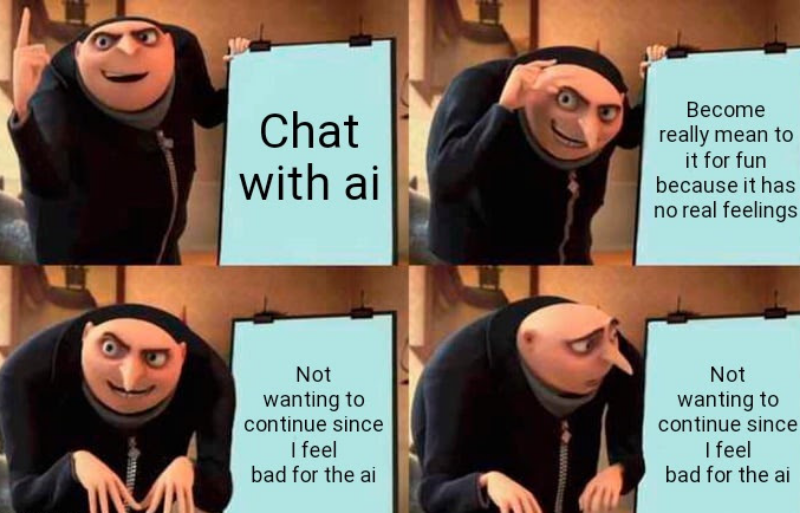 Chat
with ai
Become
really mean to
it for fun
because it has
no real feelings
Not
wanting to
continue since
I feel
bad for the ai
Not
wanting to
continue since
I feel
bad for the ai